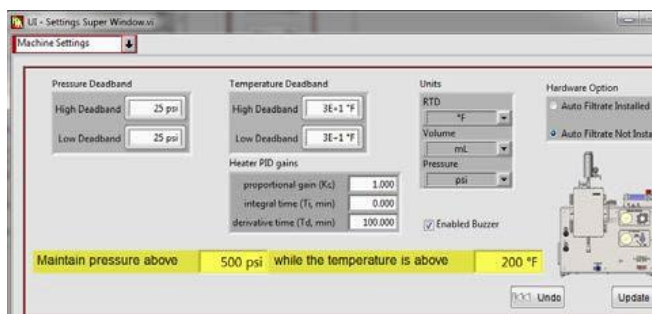 UI - Settings Super Window.vi
Machine Settings
Pressure Deadband
High Deadband 25 psi
Low Deadband 25 psi
Temperature Deadband
High Deadband 3E+1 °F
Low Deadband 3E+1 °F
Heater PID gains
proportional gain (Kc) 1.000
integral time (Ti, min) 0.000
derivative time (Td, min) 100.000
Units
RTD
°F
Volume
mL
Pressure
psi
Enabled Buzzer
Hardware Option
Auto Filtrate Installed
Auto Filtrate Not Insta
Maintain pressure above 500 psi while the temperature is above 200 °F
Undo
Update